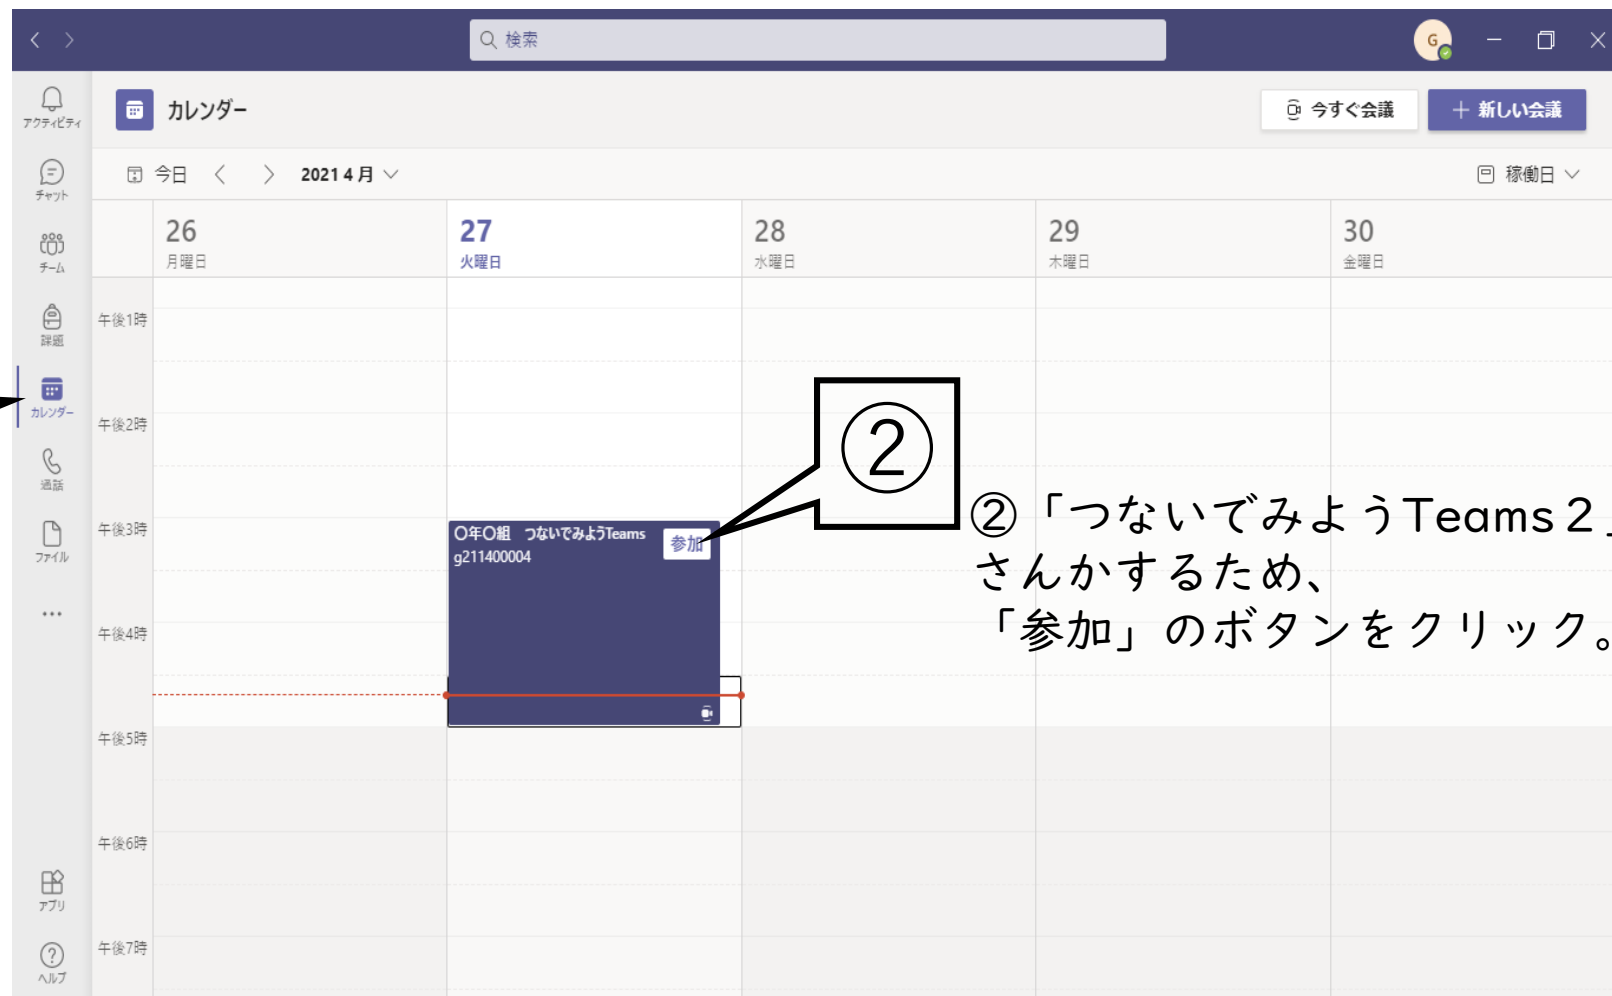 検索
G
アクティビティ
カレンダー
今すぐ会議
+ 新しい会議
チャット
今日
2021 4 月
稼働日
チーム
26
月曜日
27
火曜日
28
水曜日
29
木曜日
30
金曜日
課題
午後1時
カレンダー
午後2時
②
通話
ファイル
午後3時
〇年〇組　つないでみようTeams
参加
g211400004
②「つないでみようTeams２」
さんかするため、
「参加」のボタンをクリック。
...
午後4時
午後5時
午後6時
アプリ
午後7時
ヘルプ